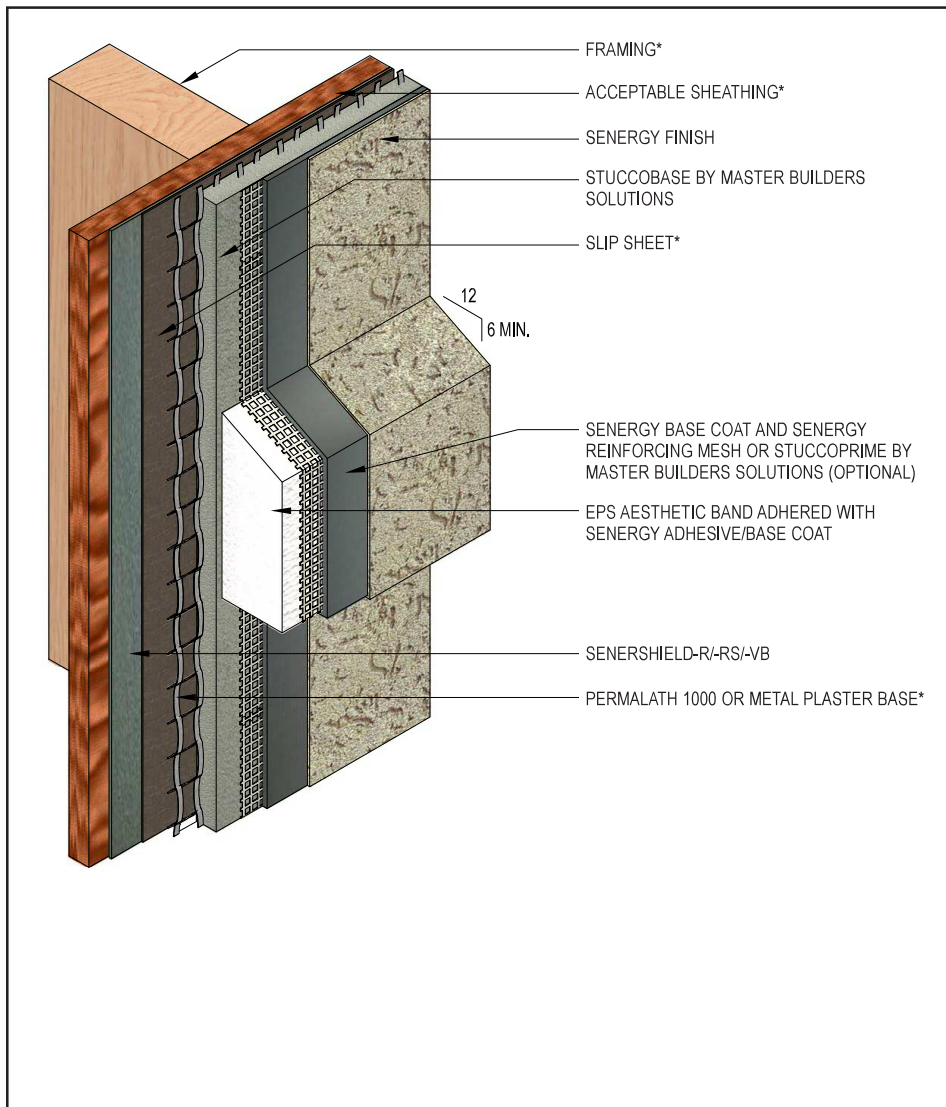 FRAMING*
ACCEPTABLE SHEATHING*
SENERGY FINISH
STUCCOBASE BY MASTER BUILDERS
SOLUTIONS
SLIP SHEET*
12
6 MIN.
SENERGY BASE COAT AND SENERGY
REINFORCING MESH OR STUCCOPRIME BY
MASTER BUILDERS SOLUTIONS (OPTIONAL)
EPS AESTHETIC BAND ADHERED WITH
SENERGY ADHESIVE/BASE COAT
SENERSHIELD-R/-RS/-VB
PERMALATH 1000 OR METAL PLASTER BASE*